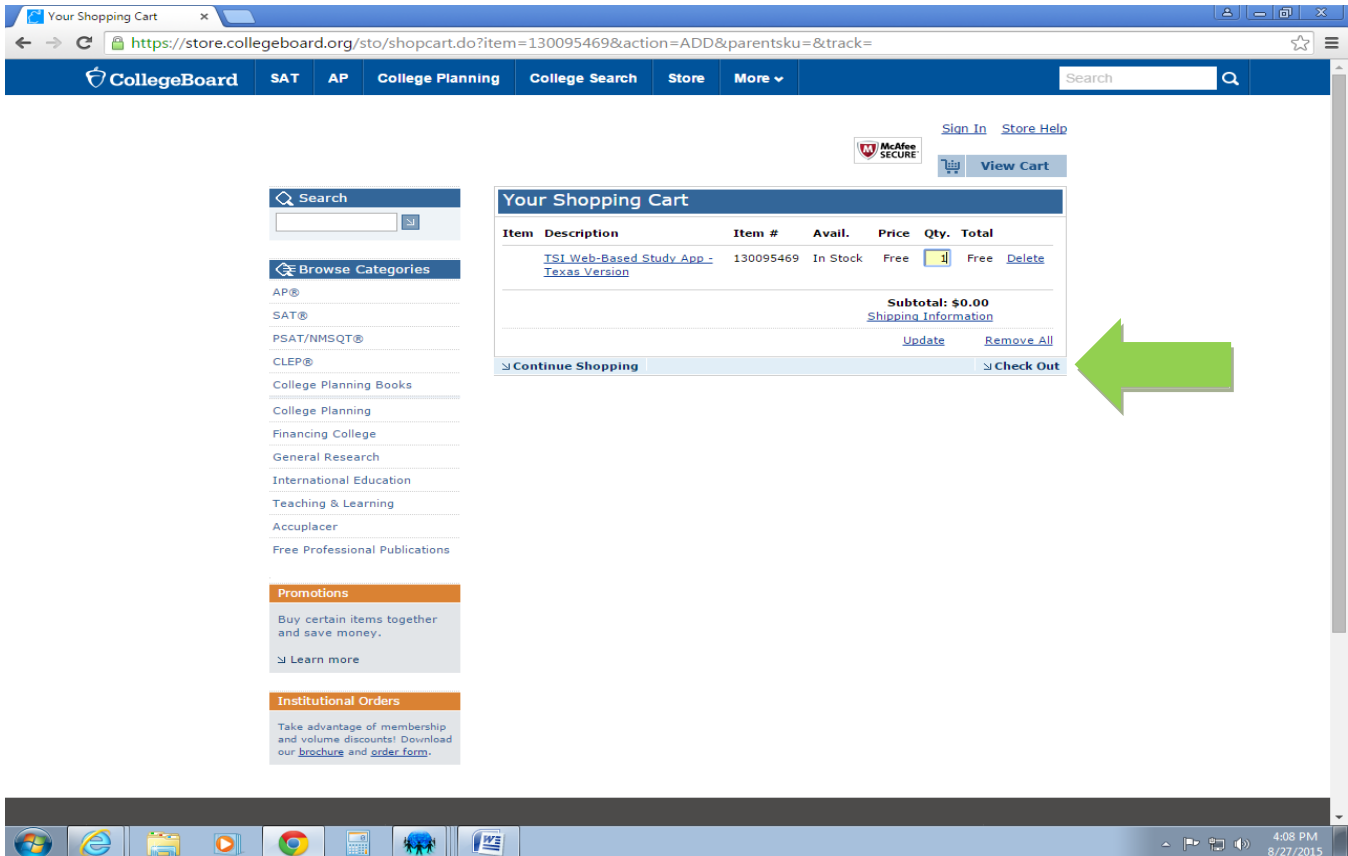 Your Shopping Cart
https://store.collegeboard.org/sto/shopcart.do?item=130095469&action=ADD&parentsku=&track=
CollegeBoard SAT AP College Planning College Search Store More Search
Sign In Store Help
McAfee SECURE
View Cart
Search
Browse Categories
AP®
SAT®
PSAT/NMSQT®
CLEP®
College Planning Books
College Planning
Financing College
General Research
International Education
Teaching & Learning
Accuplacer
Free Professional Publications
Promotions
Buy certain items together
and save money.
Learn more
Institutional Orders
Take advantage of membership
and volume discounts! Download
our brochure and order form.
Your Shopping Cart
Item Description Item # Avail. Price Qty. Total
TSI Web-Based Study App - 130095469 In Stock Free 1 Free Delete
Texas Version
Subtotal: $0.00
Shipping Information
Update Remove All
Continue Shopping Check Out
4:08 PM
8/27/2015